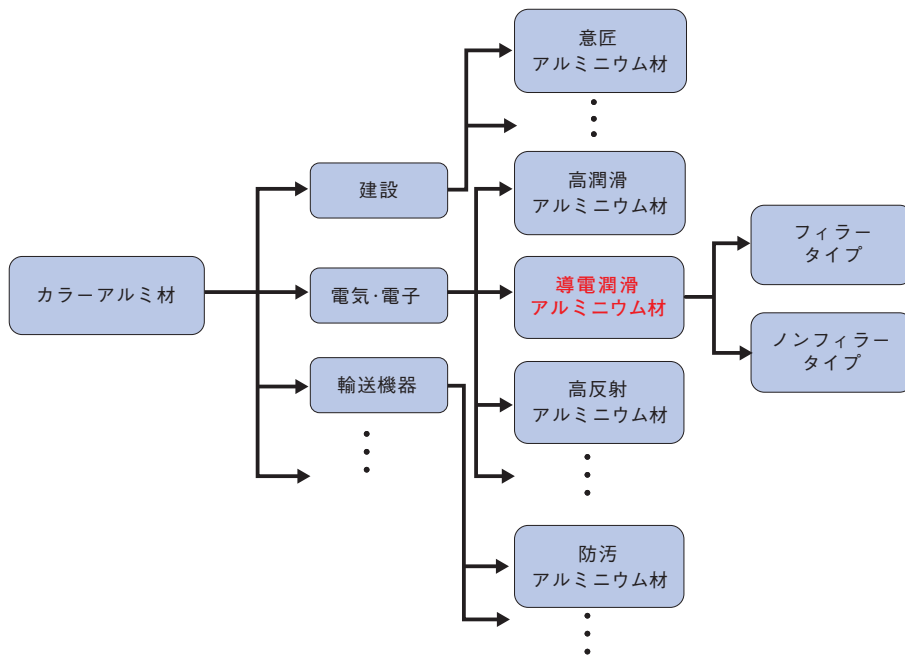 カラーアルミ材
建設
電気・電子
輸送機器
意匠
アルミニウム材
高潤滑
アルミニウム材
導電潤滑
アルミニウム材
高反射
アルミニウム材
防汚
アルミニウム材
フィラー
タイプ
ノンフィラー
タイプ